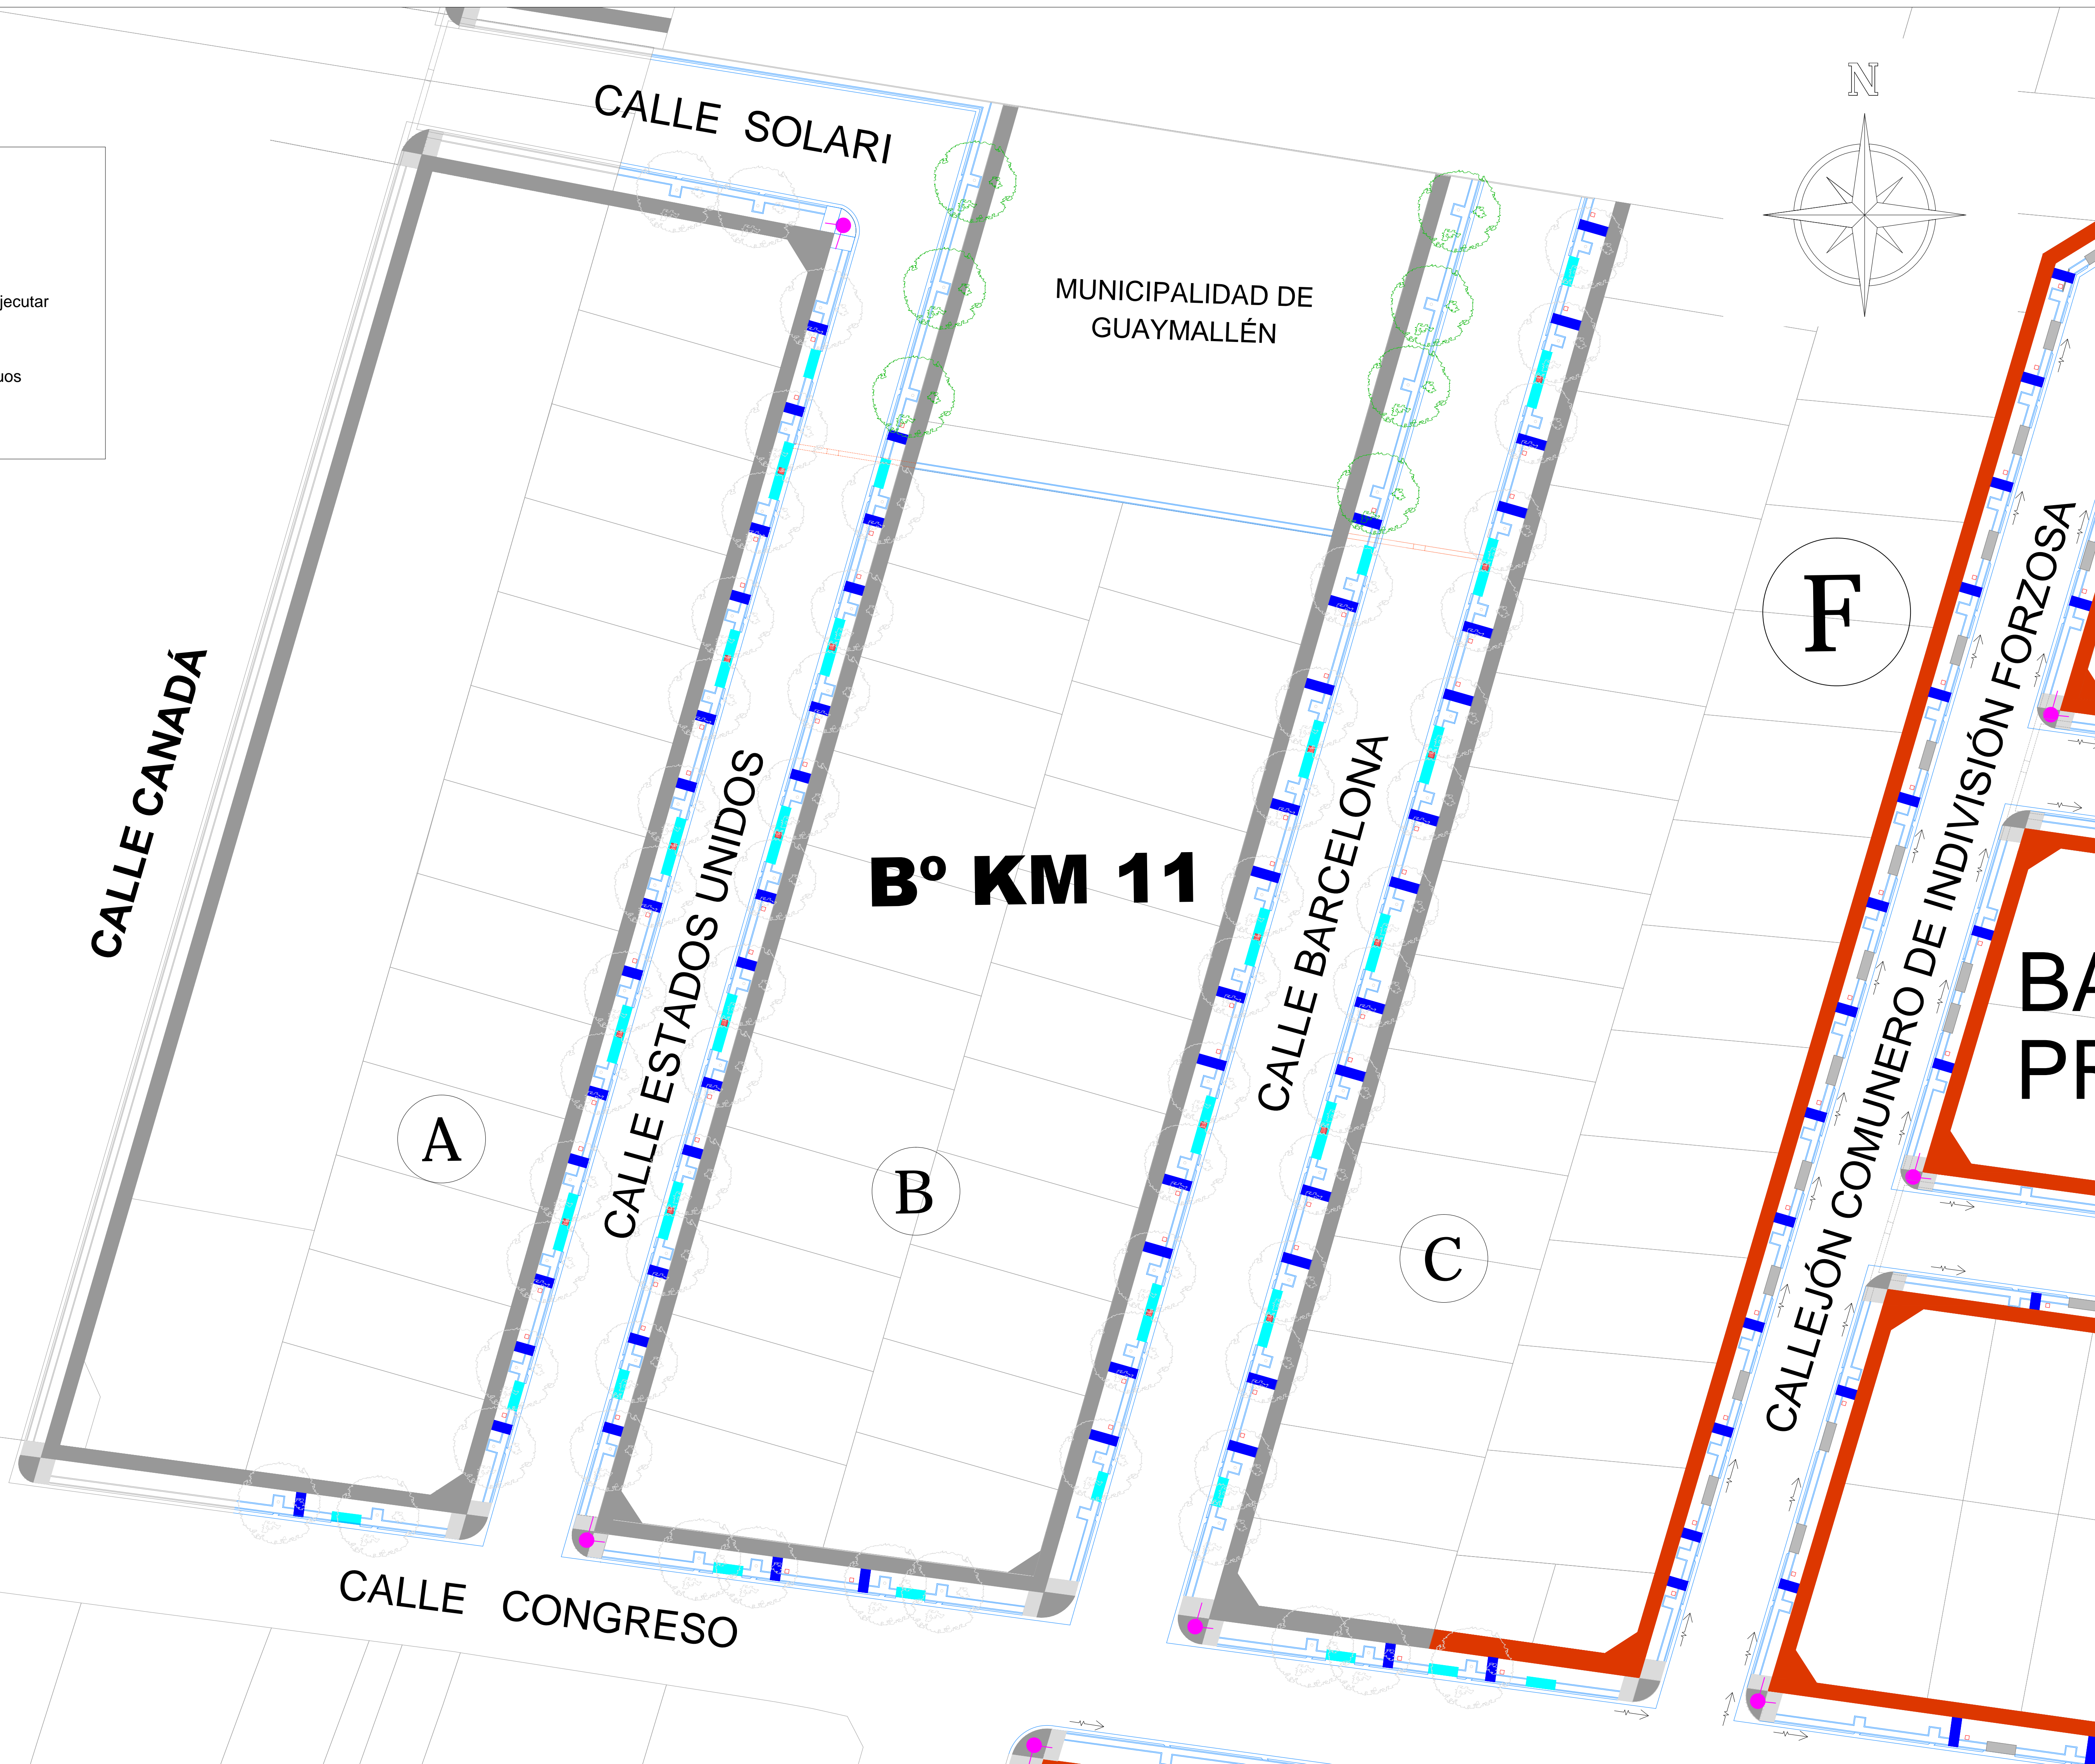 N
CALLE SOLARI
MUNICIPALIDAD DE
GUAYMALLÉN
jecutar
uos
CALLE CANADÁ
CALLE ESTADOS UNIDOS
Bº KM 11
CALLE BARCELONA
F
CALLEJÓN COMUNERO DE INDIVISIÓN FORZOSA
BA
PR
A
B
C
CALLE CONGRESO